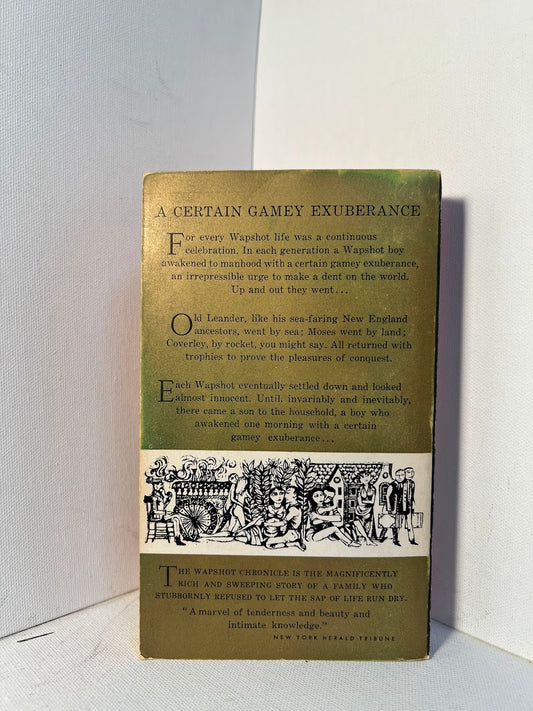 A CERTAIN GAMEY EXUBERANCE
For every Wapshot life was a continuous
celebration. In each generation a Wapshot boy
awakened to manhood with a certain gamey exuberance,
an irrepressible urge to make a dent on the world.
Up and out they went...
Old Leander, like his sea-faring New England
ancestors, went by sea; Moses went by land;
Coverley, by rocket, you might say. All returned with
trophies to prove the pleasures of conquest.
Each Wapshot eventually settled down and looked
almost innocent. Until, invariably and inevitably,
there came a son to the household, a boy who
awakened one morning with a certain
gamey exuberance...
THE WAPSHOT CHRONICLE IS THE MAGNIFICENTLY
RICH AND SWEEPING STORY OF A FAMILY WHO
STUBBORNLY REFUSED TO LET THE SAP OF LIFE RUN DRY.
"A marvel of tenderness and beauty and
intimate knowledge."
NEW YORK HERALD TRIBUNE